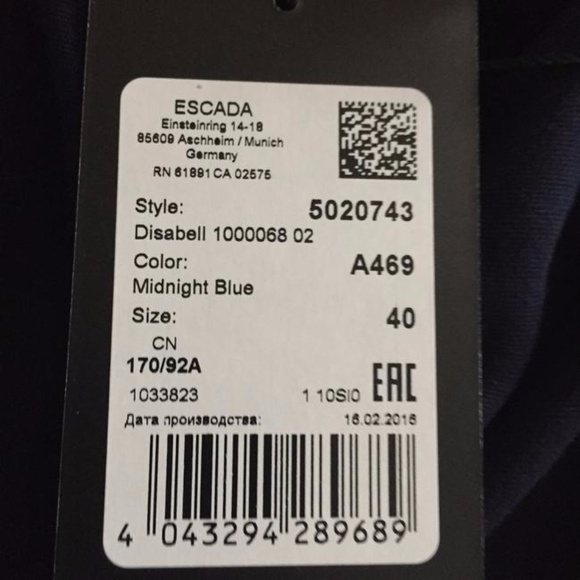 ESCADA
Einsteinring 14-18
85609 Aschheim / Munich
Germany
RN 61891 CA 02575
Style: 5020743
Disabell 1000068 02
Color: A469
Midnight Blue
Size: 40
CN
170/92A
1033823 1 10SI0 EAC
Дата производства: 16.02.2016
4 043294 289689